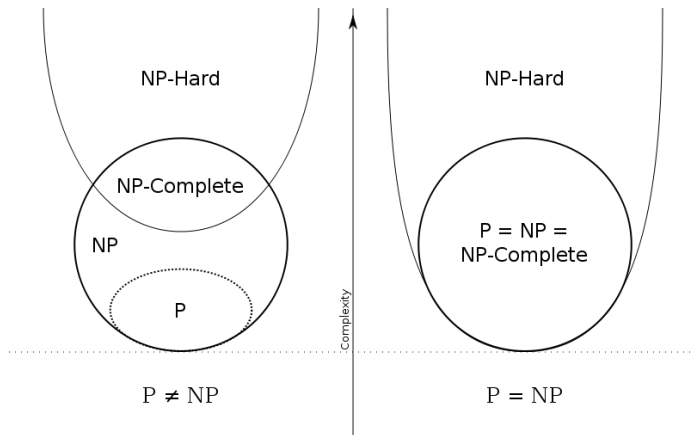 NP-Hard
NP-Complete
NP
P
P ≠ NP
Complexity
NP-Hard
P = NP =
NP-Complete
P = NP